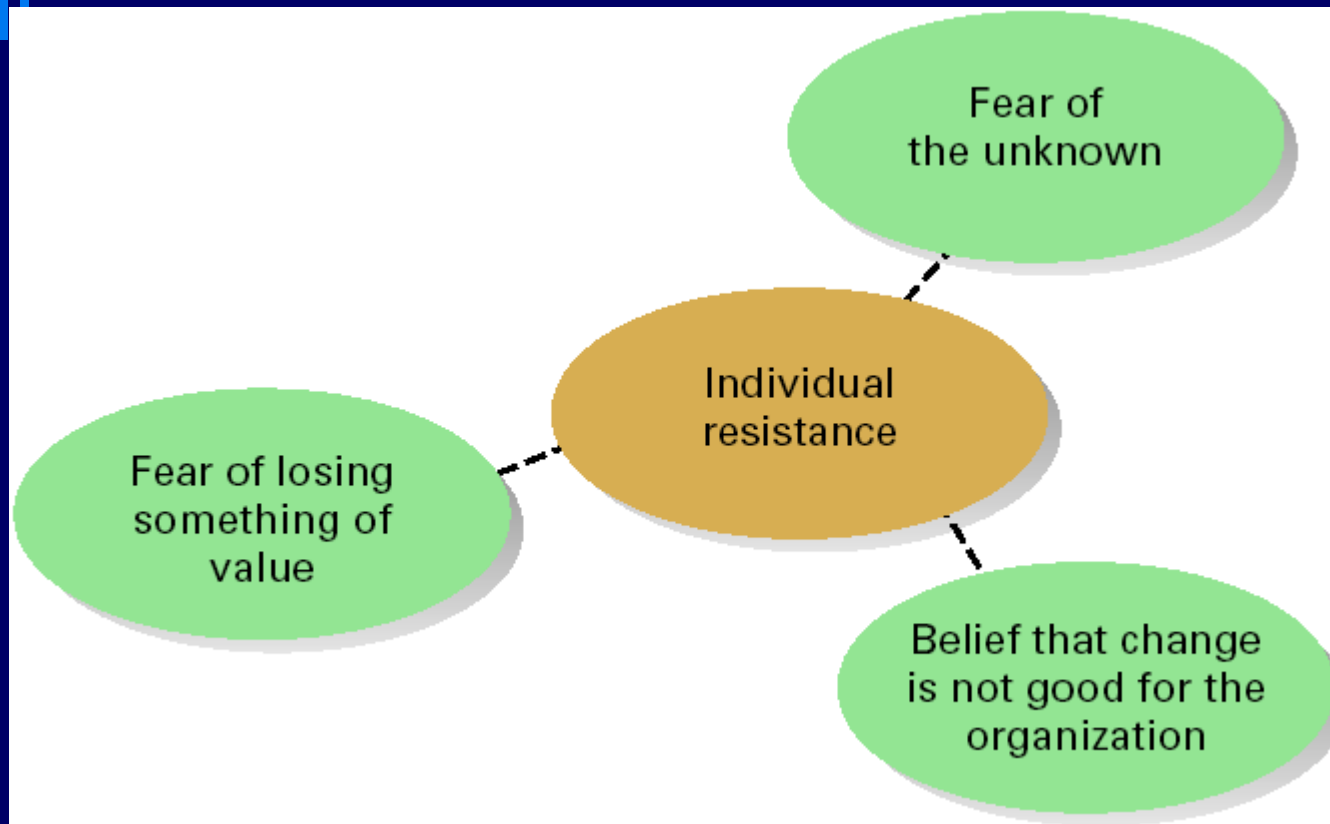 Fear of
the unknown
Individual
resistance
Fear of losing
something of
value
Belief that change
is not good for the
organization